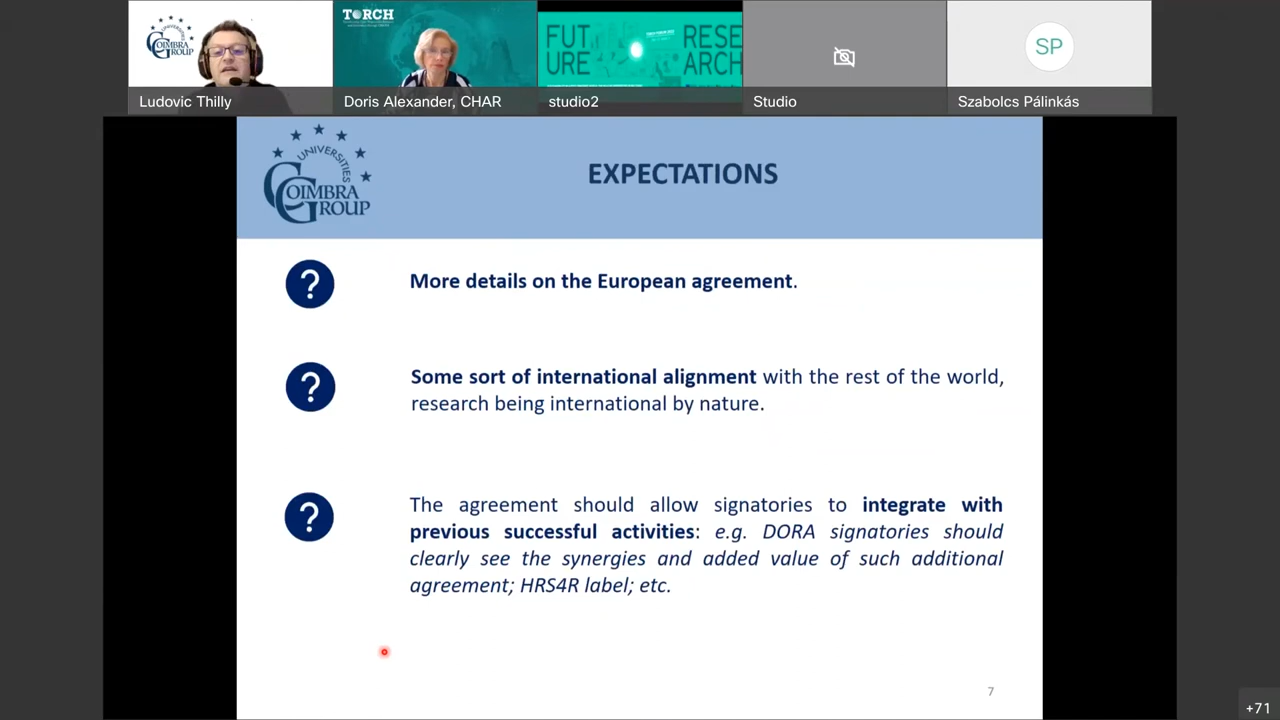 COIMBRA
GROUP
TORCH
FUT
URE
RESE
ARCH
SP
Ludovic Thilly
Doris Alexander, CHAR
studio2
Studio
Szabolcs Pálinkás
UNIVERSITIES
COIMBRA
GROUP
EXPECTATIONS
? More details on the European agreement.
? Some sort of international alignment with the rest of the world,
research being international by nature.
The agreement should allow signatories to integrate with
? previous successful activities: e.g. DORA signatories should
clearly see the synergies and added value of such additional
agreement; HRS4R label; etc.
7
+71